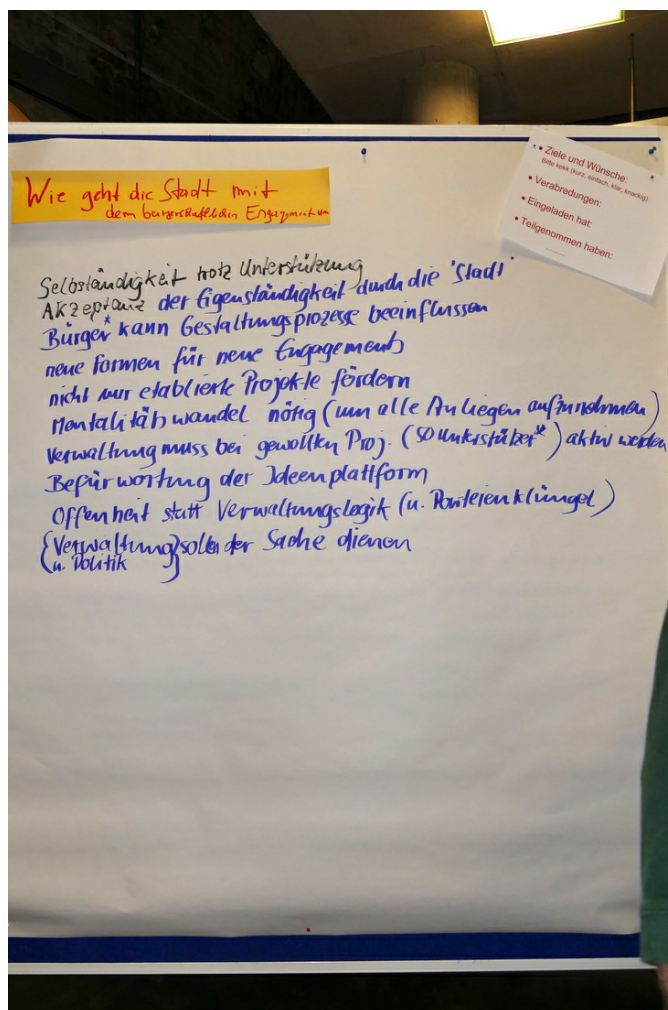 Wie geht die Stadt mit
dem bürgerschaftlichen Engagement um
• Ziele und Wünsche:
Bitte kekk (kurz, einfach, klar, knackig)
• Verabredungen:
• Eingeladen hat:
• Teilgenommen haben:
Selbständigkeit trotz Unterstützung
Akzeptanz der Eigenständigkeit durch die 'Stadt'
Bürger* kann Gestaltungsprozesse beeinflussen
neue Formen für neue Engagements
nicht nur etablierte Projekte fördern
Mentalitätswandel nötig (um alle Anliegen aufzunehmen)
Verwaltung muss bei gewollten Proj. (50 Unterstützer*) aktiv werden
Befürwortung der Ideenplattform
Offenheit statt Verwaltungslogik (u. Parteienklüngel)
{Verwaltung} sollen der Sache dienen
u. Politik